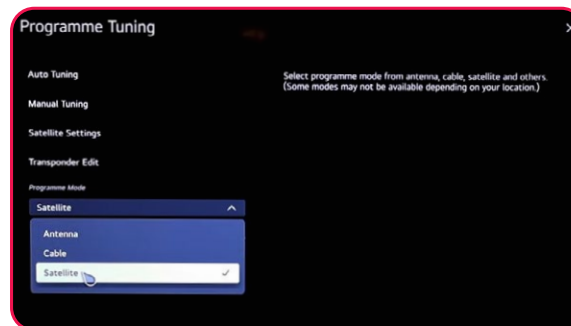 Programme Tuning
Auto Tuning
Select programme mode from antenna, cable, satellite and others.
(Some modes may not be available depending on your location.)
Manual Tuning
Satellite Settings
Transponder Edit
Programme Mode
Satellite
Antenna
Cable
Satellite